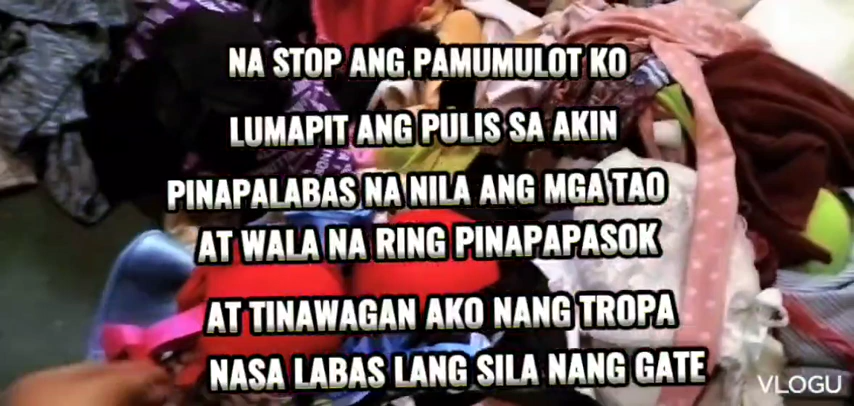 NA STOP ANG PAMUMULOT KO
LUMAPIT ANG PULIS SA AKIN
PINAPALABAS NA NILA ANG MGA TAO
AT WALA NA RING PINAPAPASOK
AT TINAWAGAN AKO NANG TROPA
NASA LABAS LANG SILA NANG GATE
VLOGU